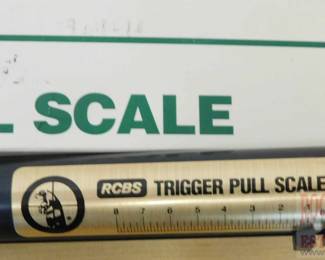 L SCALE
RCBS TRIGGER PULL SCALE
8 7 6 5 4 3 2